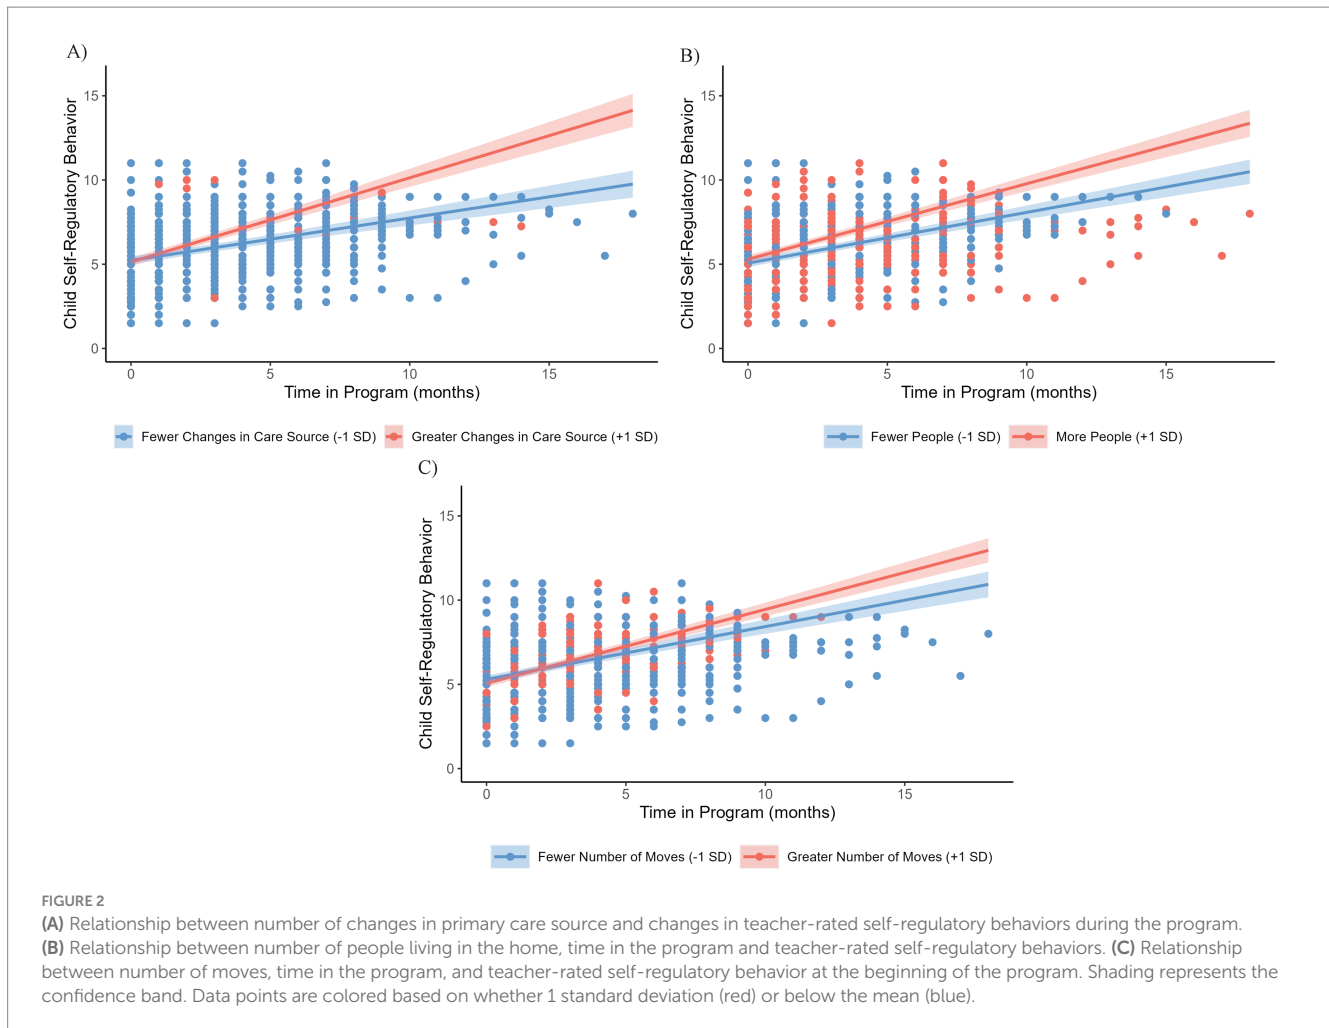 A)
Child Self-Regulatory Behavior
15
10
5
0
0 5 10 15
Time in Program (months)
Fewer Changes in Care Source (-1 SD) Greater Changes in Care Source (+1 SD)
B)
Child Self-Regulatory Behavior
15
10
5
0
0 5 10 15
Time in Program (months)
Fewer People (-1 SD) More People (+1 SD)
C)
Child Self-Regulatory Behavior
15
10
5
0
0 5 10 15
Time in Program (months)
Fewer Number of Moves (-1 SD) Greater Number of Moves (+1 SD)
FIGURE 2
(A) Relationship between number of changes in primary care source and changes in teacher-rated self-regulatory behaviors during the program.
(B) Relationship between number of people living in the home, time in the program and teacher-rated self-regulatory behaviors. (C) Relationship
between number of moves, time in the program, and teacher-rated self-regulatory behavior at the beginning of the program. Shading represents the
confidence band. Data points are colored based on whether 1 standard deviation (red) or below the mean (blue).